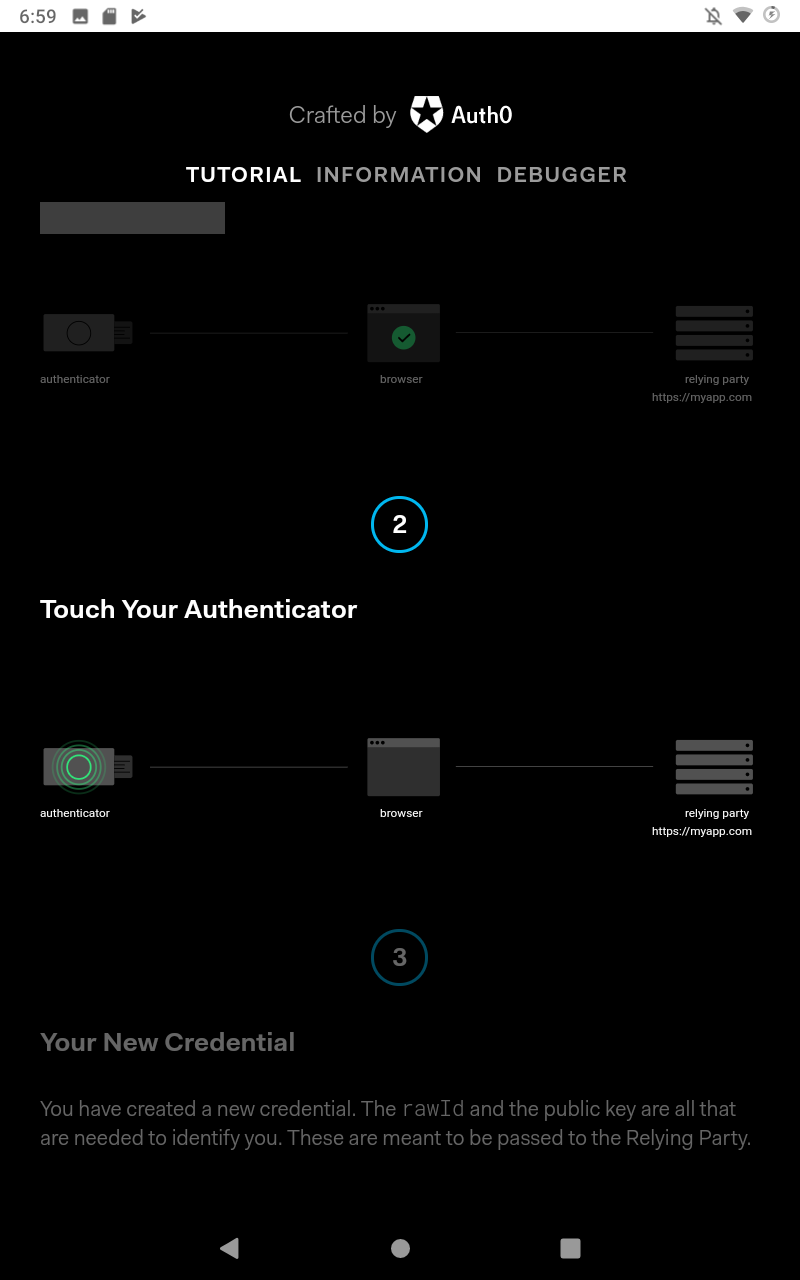 6:59
Crafted by Auth0
TUTORIAL INFORMATION DEBUGGER
authenticator browser relying party
https://myapp.com
2
Touch Your Authenticator
authenticator browser relying party
https://myapp.com
3
Your New Credential
You have created a new credential. The rawId and the public key are all that
are needed to identify you. These are meant to be passed to the Relying Party.